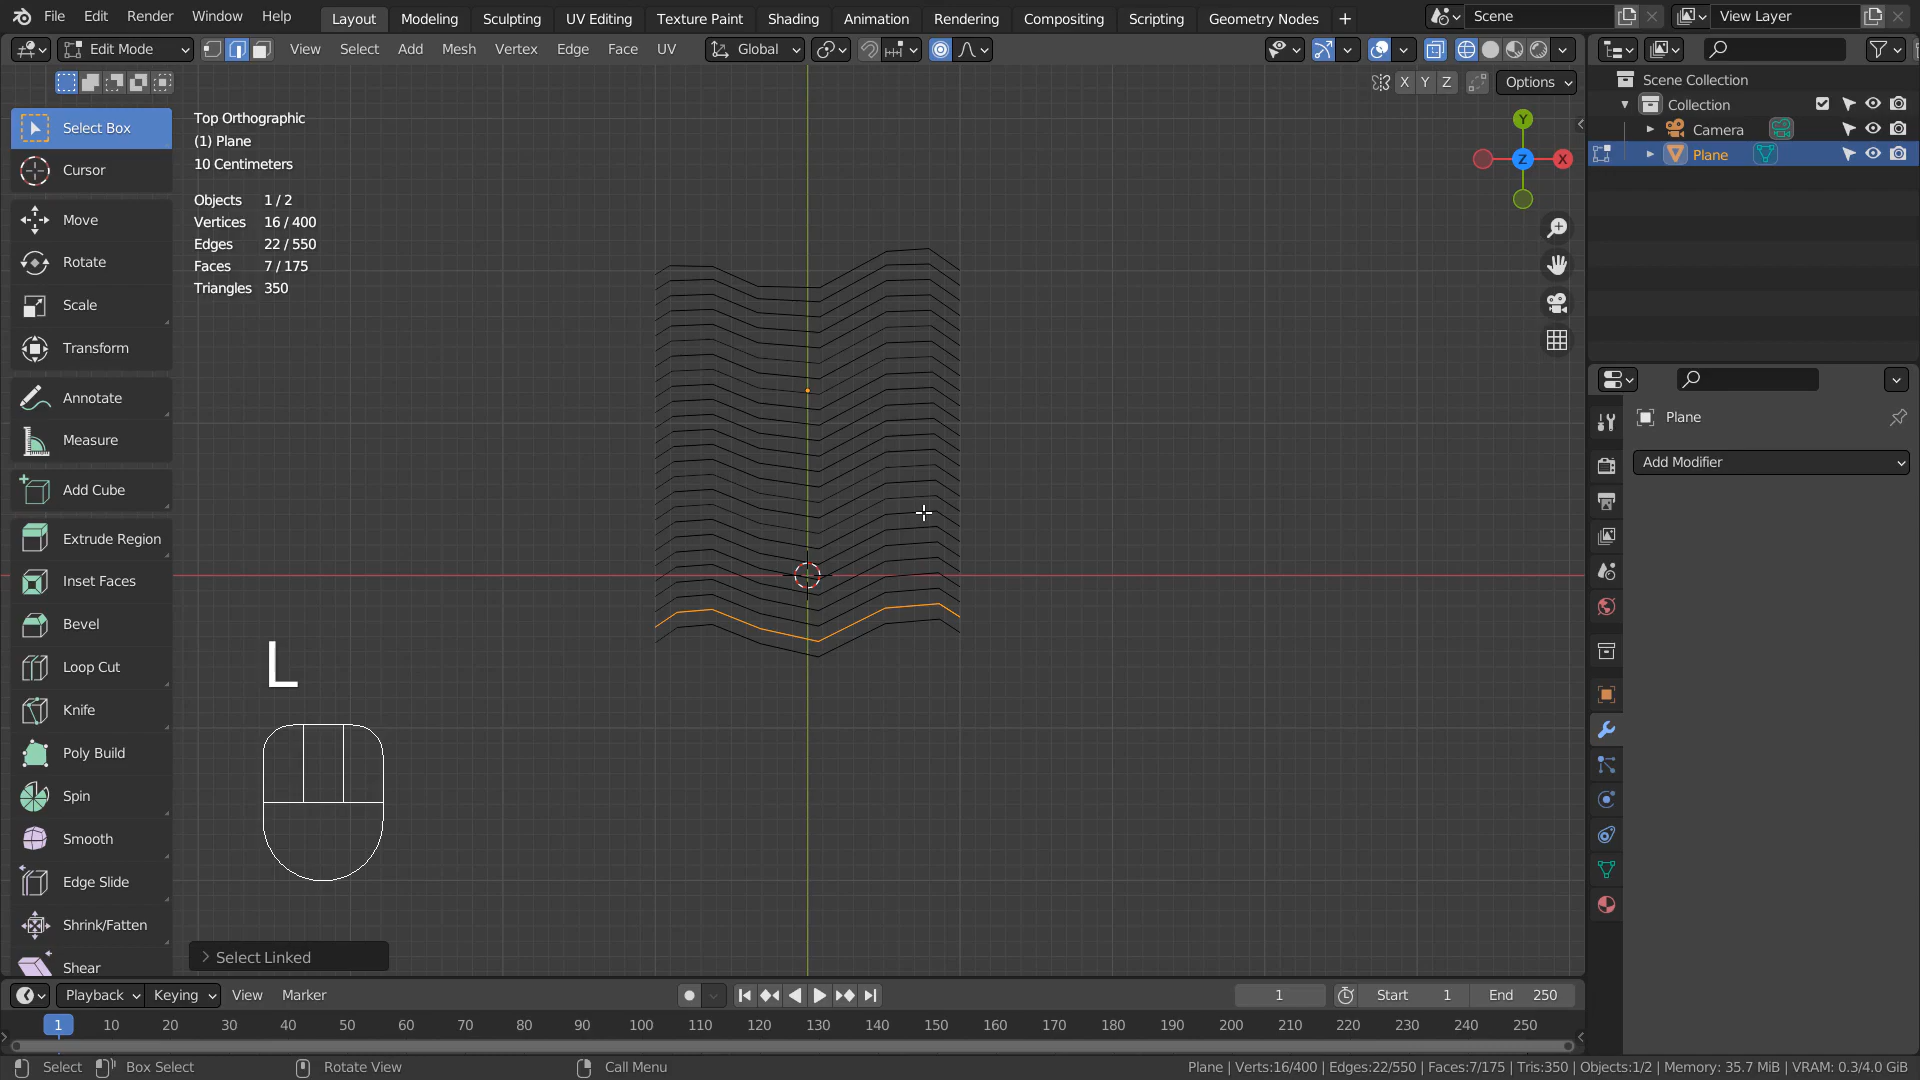 File Edit Render Window Help Layout Modeling Sculpting UV Editing Texture Paint Shading Animation Rendering Compositing Scripting Geometry Nodes + Scene View Layer
Edit Mode View Select Add Mesh Vertex Edge Face UV Global
X Y Z Options
Select Box
Cursor
Move
Rotate
Scale
Transform
Annotate
Measure
Add Cube
Extrude Region
Inset Faces
Bevel
Loop Cut
Knife
Poly Build
Spin
Smooth
Edge Slide
Shrink/Fatten
Shear
Top Orthographic
(1) Plane
10 Centimeters
Objects 1 / 2
Vertices 16 / 400
Edges 22 / 550
Faces 7 / 175
Triangles 350
Y
Z X
L
Select Linked
Scene Collection
Collection
Camera
Plane
Plane
Add Modifier
Playback Keying View Marker 1 Start 1 End 250
1 10 20 30 40 50 60 70 80 90 100 110 120 130 140 150 160 170 180 190 200 210 220 230 240 250
Select Box Select Rotate View Call Menu Plane | Verts:16/400 | Edges:22/550 | Faces:7/175 | Tris:350 | Objects:1/2 | Memory: 35.7 MiB | VRAM: 0.3/4.0 GiB